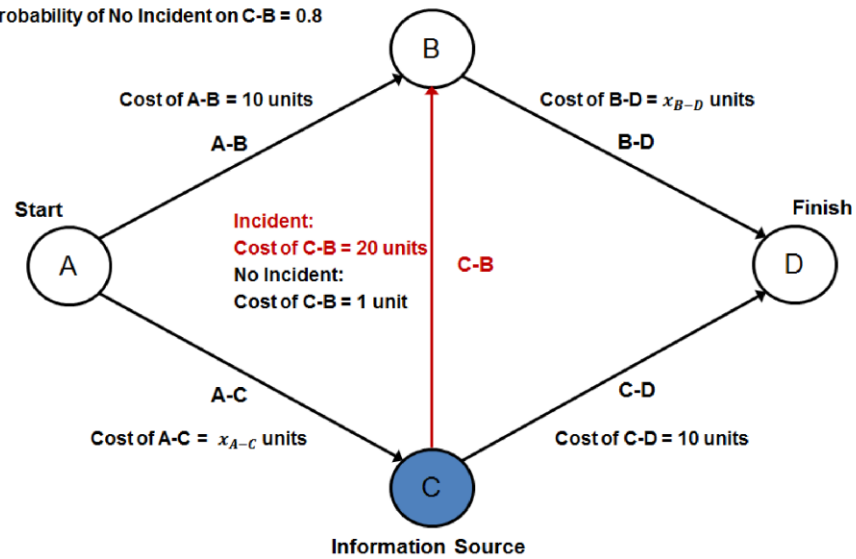 robability of No Incident on C-B = 0.8
B
Cost of A-B = 10 units
Cost of B-D = x_{B-D} units
A-B
B-D
Start
Finish
Incident:
Cost of C-B = 20 units
C-B
No Incident:
Cost of C-B = 1 unit
A
D
A-C
C-D
Cost of A-C = x_{A-C} units
Cost of C-D = 10 units
C
Information Source